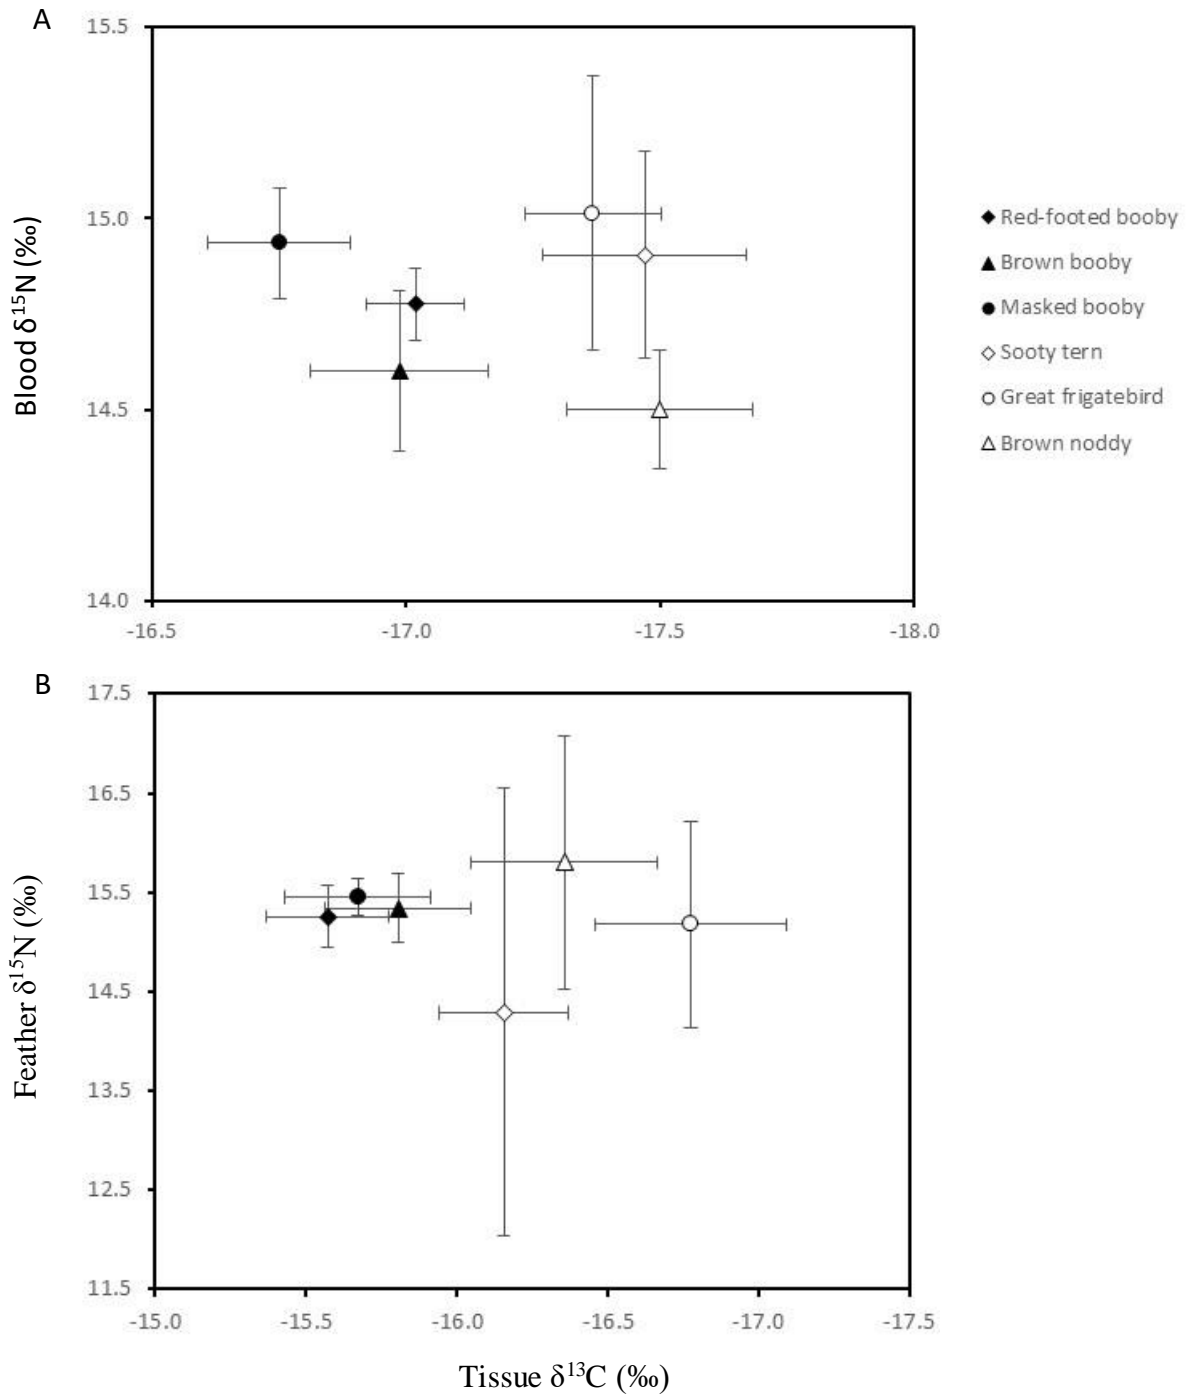 A
15.5
15.0
14.5
14.0
Blood δ¹⁵N (‰)
-16.5 -17.0 -17.5 -18.0
Red-footed booby
Brown booby
Masked booby
Sooty tern
Great frigatebird
Brown noddy
B
17.5
16.5
15.5
14.5
13.5
12.5
11.5
Feather δ¹⁵N (‰)
-15.0 -15.5 -16.0 -16.5 -17.0 -17.5
Tissue δ¹³C (‰)